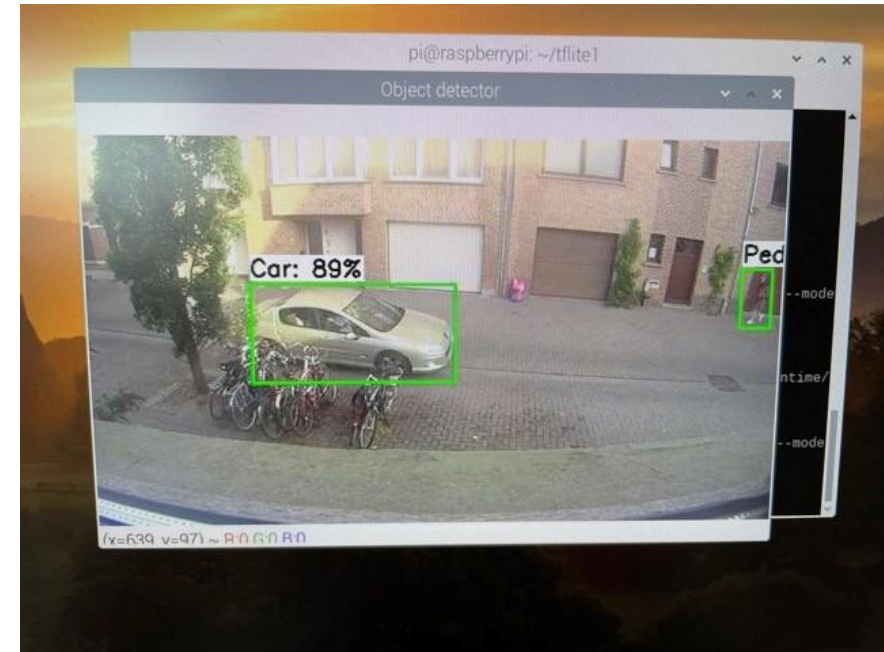 pi@raspberrypi: ~/tflite1
Object detector
Car: 89%
Ped
--mode
ntime/
--mode
(x=639, y=97) ~ R:0 G:0 B:0